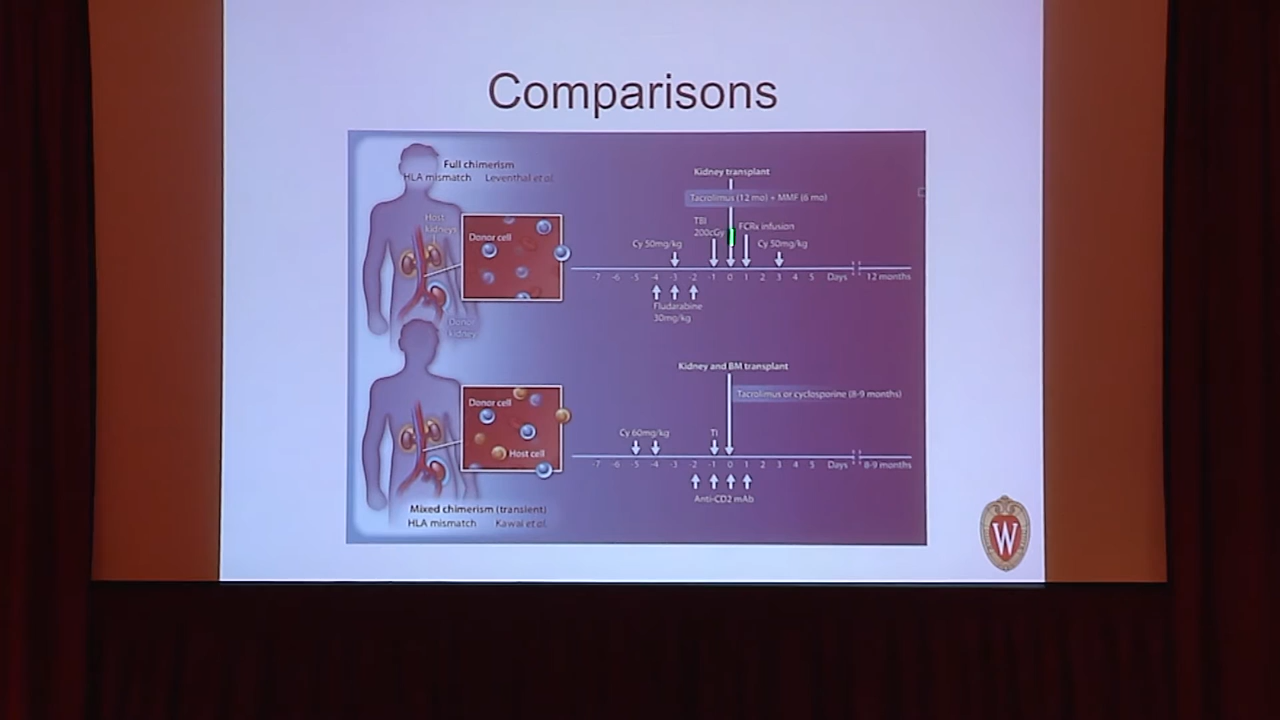 Comparisons
Full chimerism
HLA mismatch Leventhal et al.
Host
kidneys
Donor cell
Donor
kidney
Kidney transplant
Tacrolimus (12 mo) + MMF (6 mo)
TBI
200cGy
FCRx infusion
Cy 50mg/kg
Cy 50mg/kg
-7 -6 -5 -4 -3 -2 -1 0 1 2 3 4 5 Days 12 months
Fludarabine
30mg/kg
Kidney and BM transplant
Tacrolimus or cyclosporine (8-9 months)
Donor cell
Host cell
Cy 60mg/kg
TI
-7 -6 -5 -4 -3 -2 -1 0 1 2 3 4 5 Days 8-9 months
Anti-CD2 mAb
Mixed chimerism (transient)
HLA mismatch Kawai et al.
W